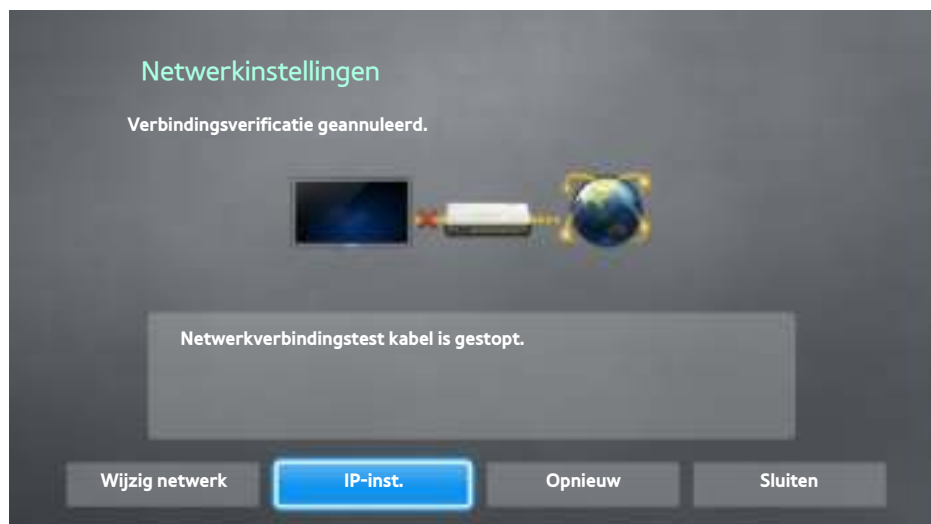 Netwerkinstellingen
Verbindingsverificatie geannuleerd.
Netwerkverbindingstest kabel is gestopt.
Wijzig netwerk
IP-inst.
Opnieuw
Sluiten